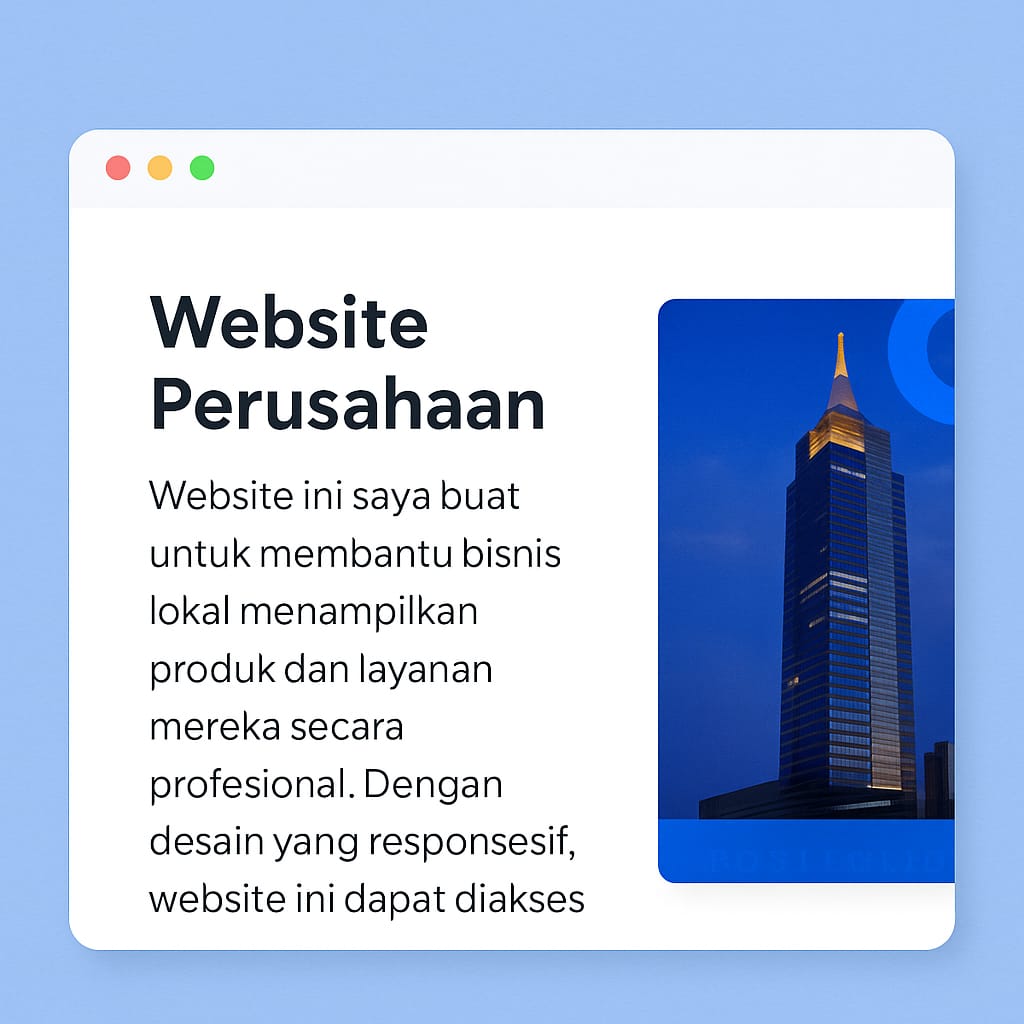 Website
Perusahaan
Website ini saya buat
untuk membantu bisnis
lokal menampilkan
produk dan layanan
mereka secara
profesional. Dengan
desain yang responsesif,
website ini dapat diakses